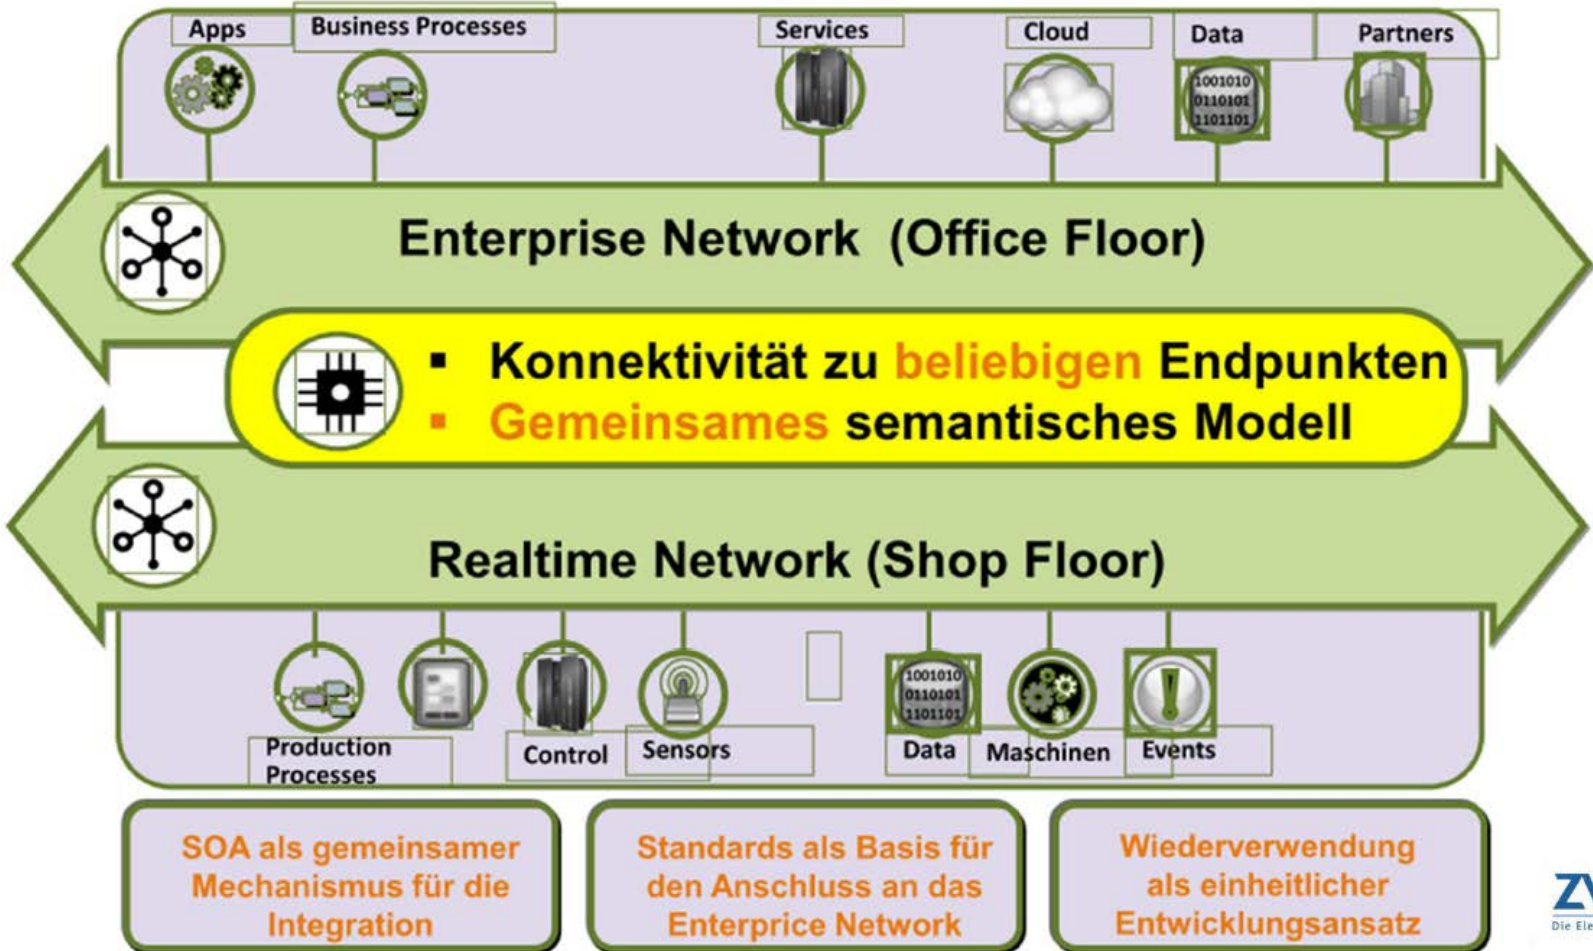 Apps
Business Processes
Services
Cloud
Data
Partners
1001010
0110101
1101101
Enterprise Network (Office Floor)
▪ Konnektivität zu beliebigen Endpunkten
▪ Gemeinsames semantisches Modell
Realtime Network (Shop Floor)
1001010
0110101
1101101
Production
Processes
Control
Sensors
Data
Maschinen
Events
SOA als gemeinsamer
Mechanismus für die
Integration
Standards als Basis für
den Anschluss an das
Enterprice Network
Wiederverwendung
als einheitlicher
Entwicklungsansatz
Die